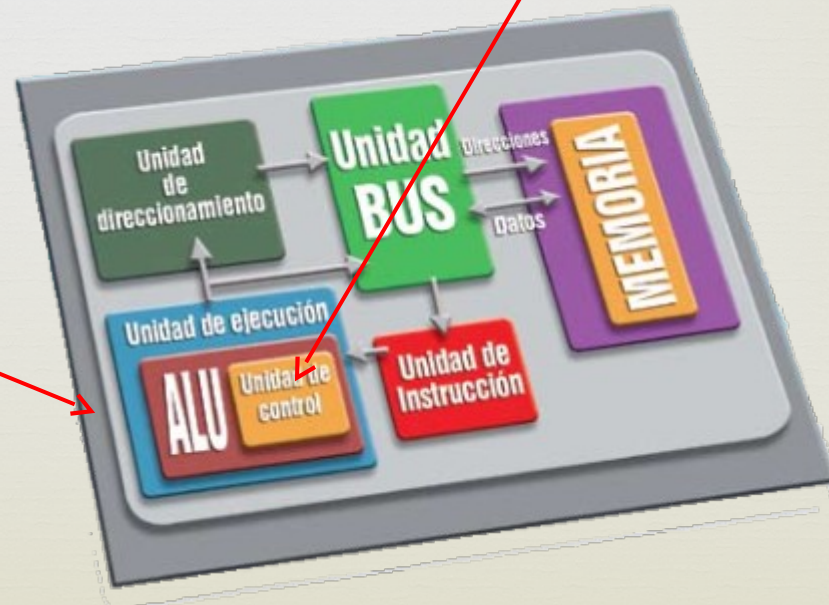 Unidad
de
direccionamiento
Unidad
BUS
Direcciones
Datos
MEMORIA
Unidad de ejecución
ALU
Unidad de
control
Unidad de
Instrucción